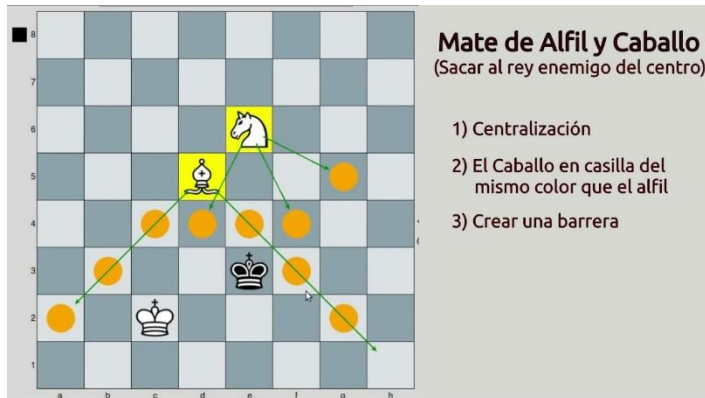 Mate de Alfil y Caballo
(Sacar al rey enemigo del centro)
1) Centralización
2) El Caballo en casilla del
mismo color que el alfil
3) Crear una barrera
8
7
6
5
4
3
2
1
a b c d e f g h